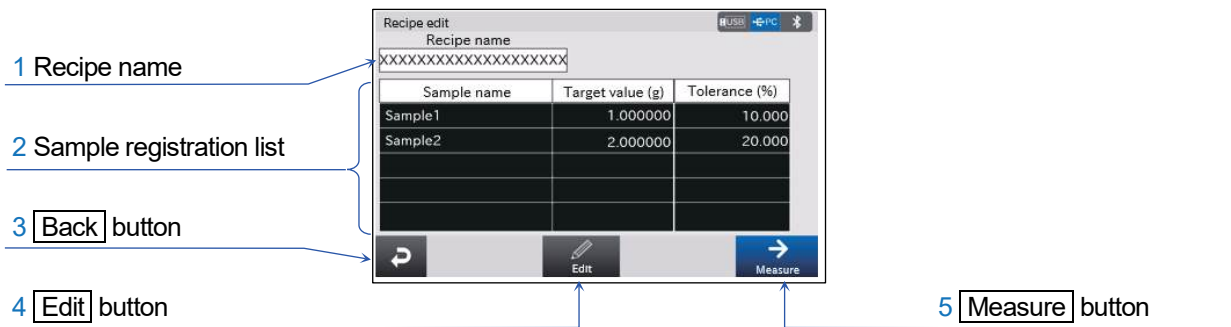 Recipe edit
USB PC
Recipe name
XXXXXXXXXXXXXXXXXXXX
1 Recipe name
Sample name Target value (g) Tolerance (%)
Sample1 1.000000 10.000
Sample2 2.000000 20.000
2 Sample registration list
3 Back button
Edit
Measure
4 Edit button
5 Measure button